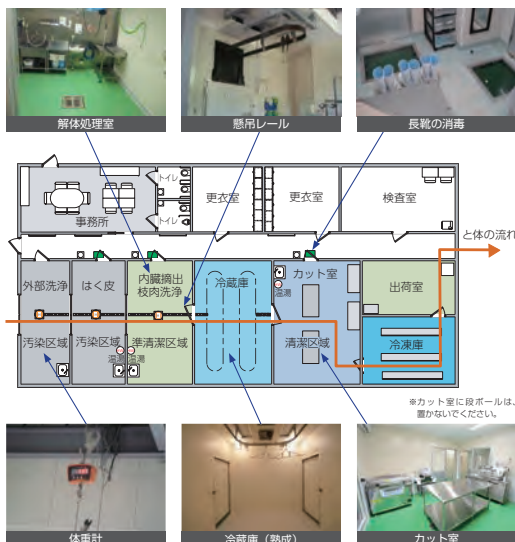 解体処理室
懸吊レール
長靴の消毒
トイレ
更衣室
更衣室
検査室
事務所
トイレ
と体の流れ
外部洗浄
はく皮
内臓摘出
枝肉洗浄
冷蔵庫
カット室
温湯
出荷室
汚染区域
汚染区域
準清潔区域
清潔区域
冷凍庫
温湯
温湯
※カット室に段ボールは、
置かないでください。
体重計
冷蔵庫（熟成）
カット室